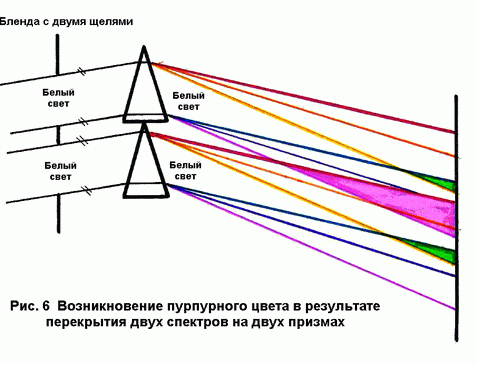 Бленда с двумя щелями
Белый
свет
Белый
свет
Белый
свет
Белый
свет
Рис. 6 Возникновение пурпурного цвета в результате
перекрытия двух спектров на двух призмах